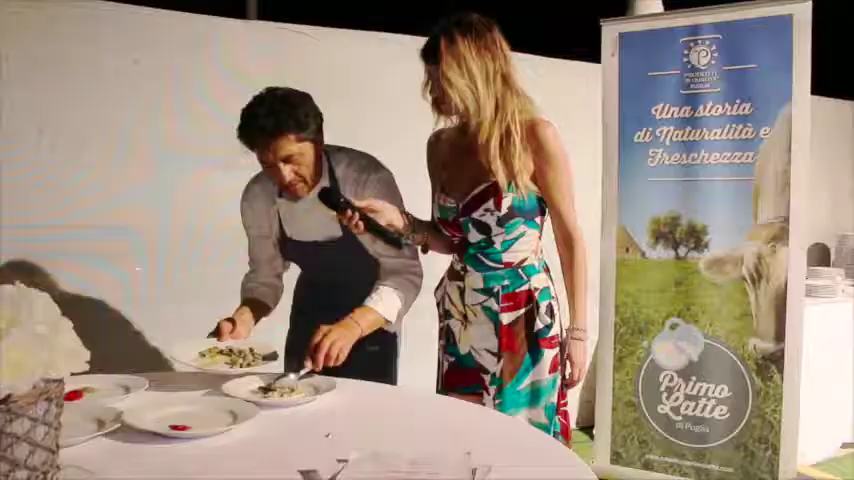 Una storia
di Naturalità e
Freschezza
Primo
Latte
di Puglia